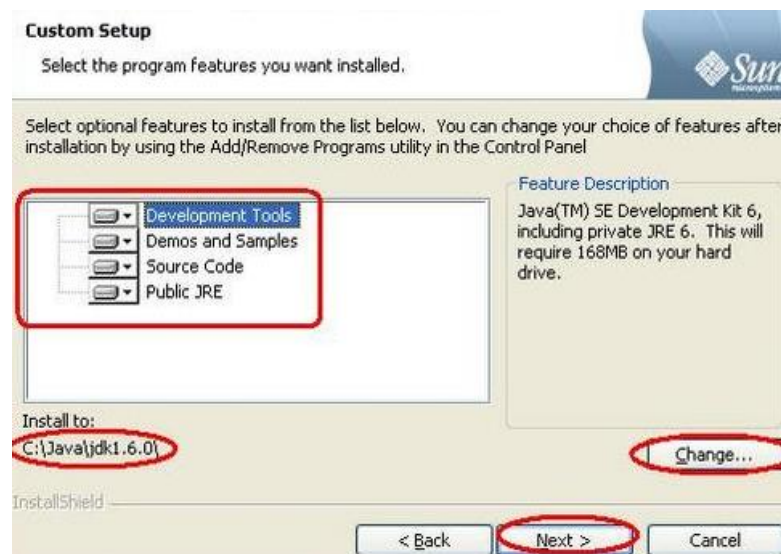 Custom Setup
Select the program features you want installed.
Sun
microsystems
Select optional features to install from the list below. You can change your choice of features after
installation by using the Add/Remove Programs utility in the Control Panel
Development Tools
Demos and Samples
Source Code
Public JRE
Feature Description
Java(TM) SE Development Kit 6,
including private JRE 6. This will
require 168MB on your hard
drive.
Install to:
C:\Java\jdk1.6.0\
Change...
InstallShield
< Back
Next >
Cancel